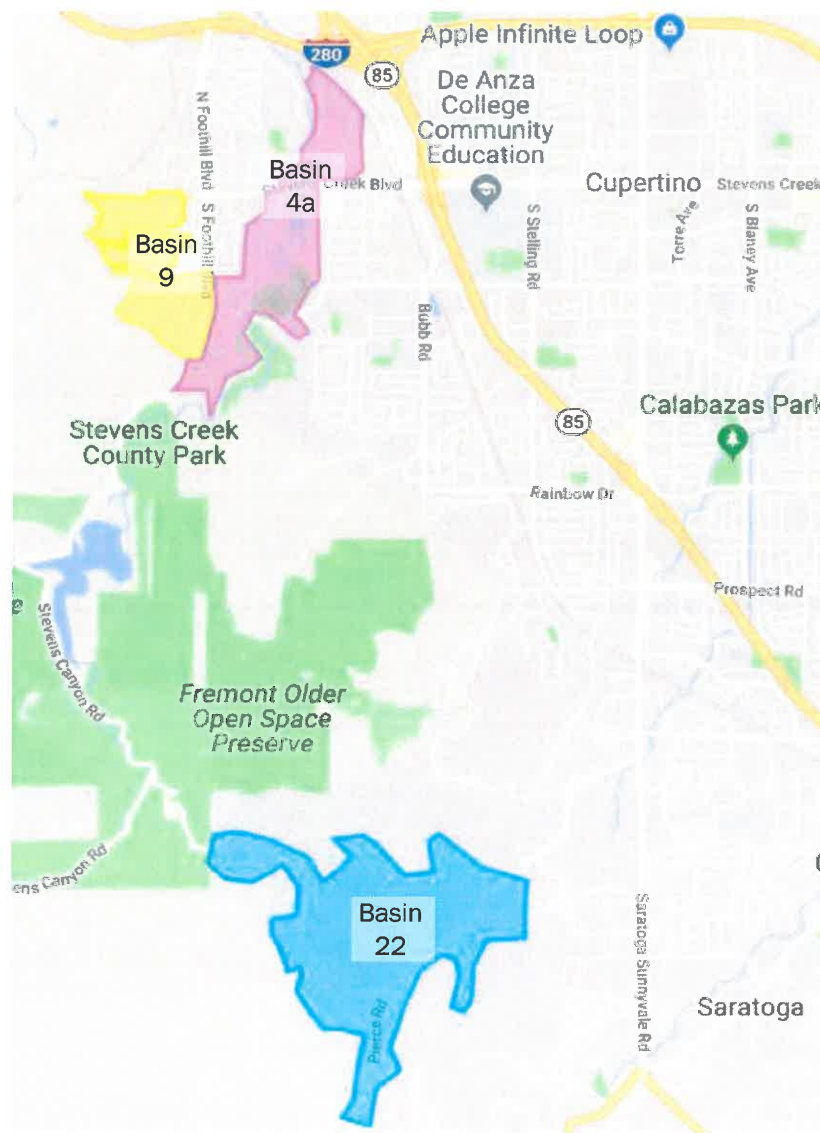 Apple Infinite Loop
280
85
De Anza
College
Community
Education
N Foothill Blvd
S Foothill Blvd
Basin
4a
Creek Blvd
Cupertino
Stevens Creek
S Stelling Rd
Torre Ave
S Blaney Ave
Basin
9
Bubb Rd
Calabazas Park
85
Stevens Creek
County Park
Rainbow Dr
Prospect Rd
Stevens Canyon Rd
Fremont Older
Open Space
Preserve
ens Canyon Rd
Basin
22
Pierce Rd
Saratoga Sunnyvale Rd
Saratoga